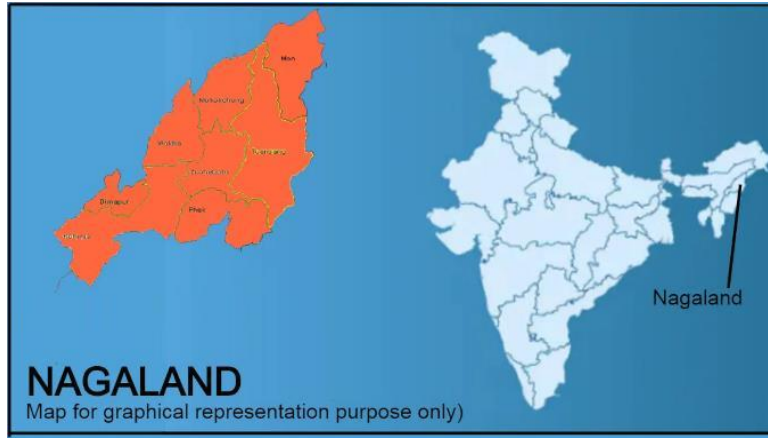 Mon
Mokokchung
Wokha
Tuensang
Zunheboto
Dimapur
Phek
Kohima
Nagaland
NAGALAND
Map for graphical representation purpose only)